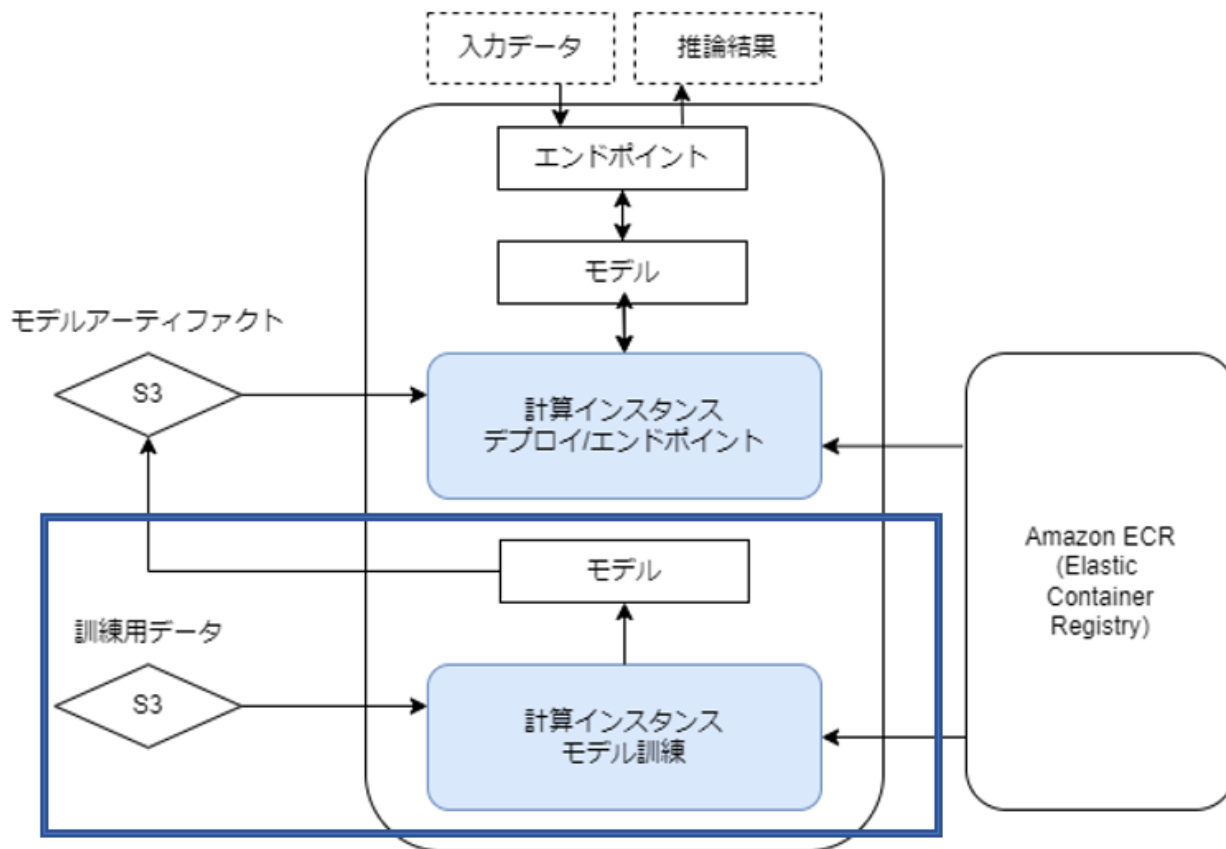 入力データ
推論結果
エンドポイント
モデル
モデルアーティファクト
S3
計算インスタンス
デプロイ/エンドポイント
Amazon ECR
(Elastic
Container
Registry)
モデル
訓練用データ
S3
計算インスタンス
モデル訓練